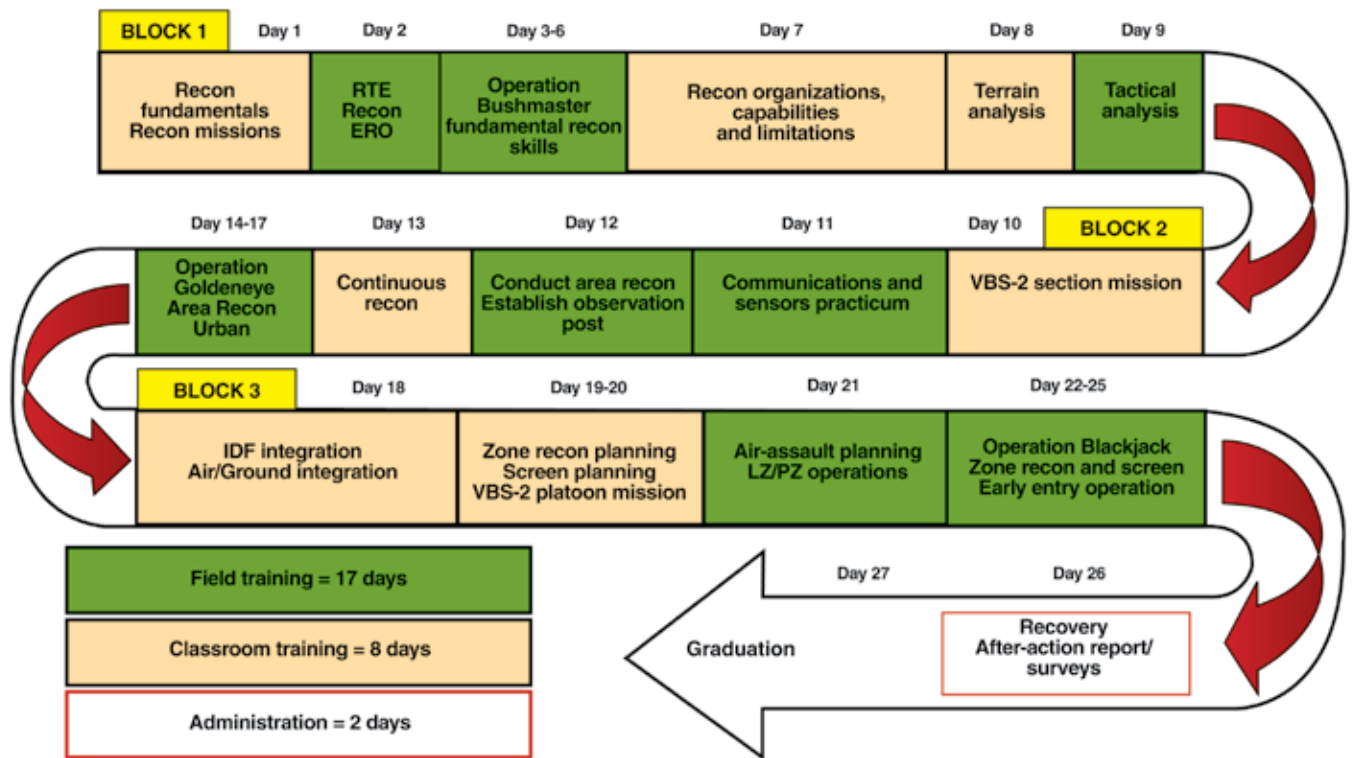 BLOCK 1
Day 1
Day 2
Day 3-6
Day 7
Day 8
Day 9
Recon
fundamentals
Recon missions
RTE
Recon
ERO
Operation
Bushmaster
fundamental recon
skills
Recon organizations,
capabilities
and limitations
Terrain
analysis
Tactical
analysis
Day 14-17
Day 13
Day 12
Day 11
Day 10
BLOCK 2
Operation
Goldeneye
Area Recon
Urban
Continuous
recon
Conduct area recon
Establish observation
post
Communications and
sensors practicum
VBS-2 section mission
BLOCK 3
Day 18
Day 19-20
Day 21
Day 22-25
IDF integration
Air/Ground integration
Zone recon planning
Screen planning
VBS-2 platoon mission
Air-assault planning
LZ/PZ operations
Operation Blackjack
Zone recon and screen
Early entry operation
Field training = 17 days
Classroom training = 8 days
Administration = 2 days
Day 27
Day 26
Graduation
Recovery
After-action report/
surveys